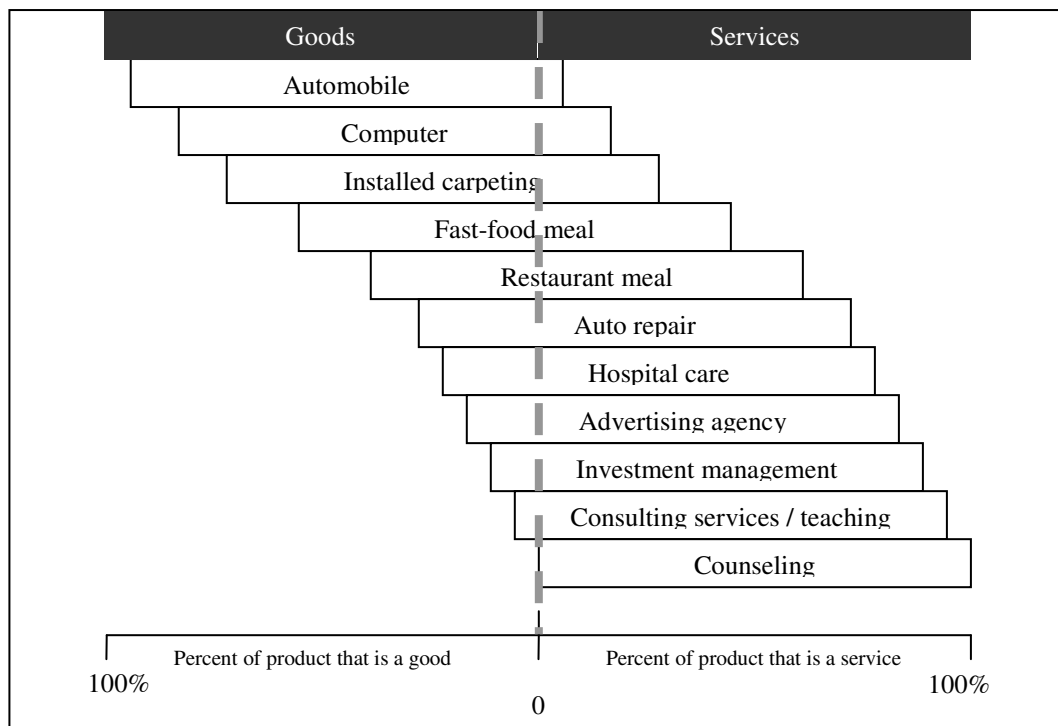 Goods Services
Automobile
Computer
Installed carpeting
Fast-food meal
Restaurant meal
Auto repair
Hospital care
Advertising agency
Investment management
Consulting services / teaching
Counseling
Percent of product that is a good Percent of product that is a service
100% 0 100%